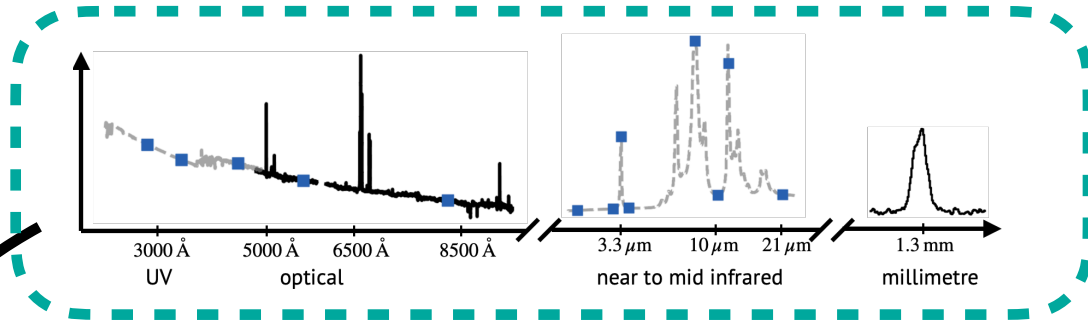 3000 Å 5000 Å 6500 Å 8500 Å 3.3 μm 10 μm 21 μm 1.3 mm
UV optical near to mid infrared millimetre